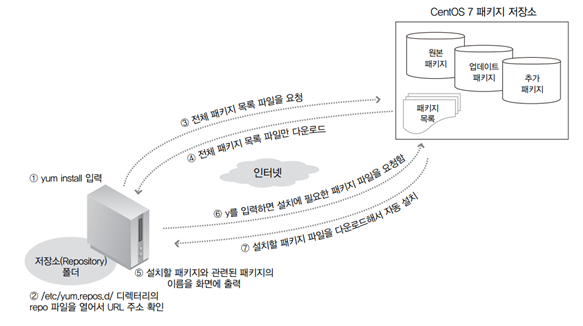 CentOS 7 패키지 저장소
원본
패키지
업데이트
패키지
추가
패키지
패키지
목록
③ 전체 패키지 목록 파일을 요청
④ 전체 패키지 목록 파일만 다운로드
인터넷
① yum install 입력
⑥ y를 입력하면 설치에 필요한 패키지 파일을 요청함
⑦ 설치할 패키지 파일을 다운로드해서 자동 설치
저장소(Repository)
폴더
⑤ 설치할 패키지와 관련된 패키지의
이름을 화면에 출력
② /etc/yum.repos.d/ 디렉터리의
repo 파일을 열어서 URL 주소 확인